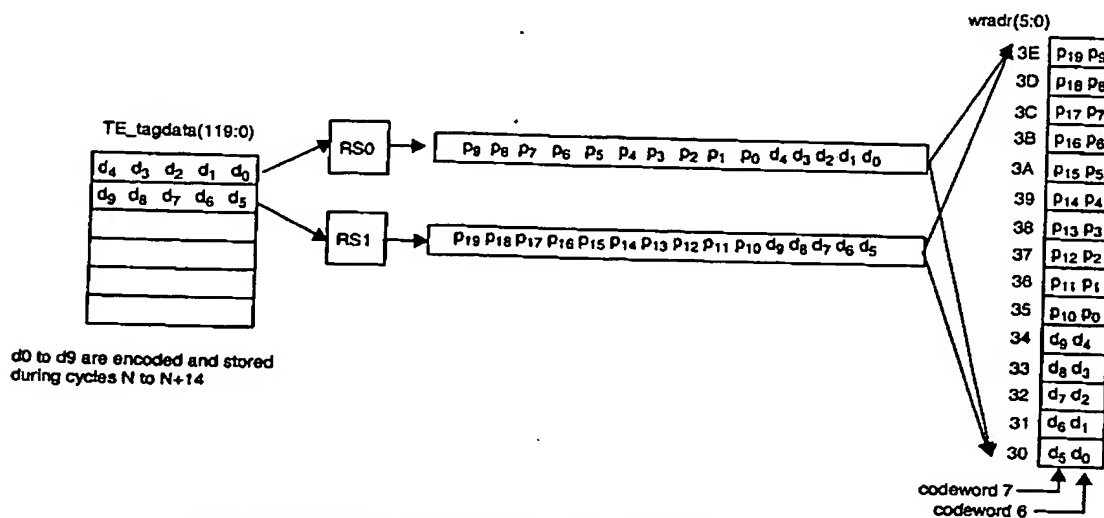 wradr(5:0)
TE_tagdata(119:0)
d4 d3 d2 d1 d0
d9 d8 d7 d6 d5
RS0
RS1
p9 p8 p7 p6 p5 p4 p3 p2 p1 p0 d4 d3 d2 d1 d0
p19 p18 p17 p16 p15 p14 p13 p12 p11 p10 d9 d8 d7 d6 d5
d0 to d9 are encoded and stored
during cycles N to N+14
3E p19 p9
3D p18 p8
3C p17 p7
3B p16 p6
3A p15 p5
39 p14 p4
38 p13 p3
37 p12 p2
36 p11 p1
35 p10 p0
34 d9 d4
33 d8 d3
32 d7 d2
31 d6 d1
30 d5 d0
codeword 7
codeword 6